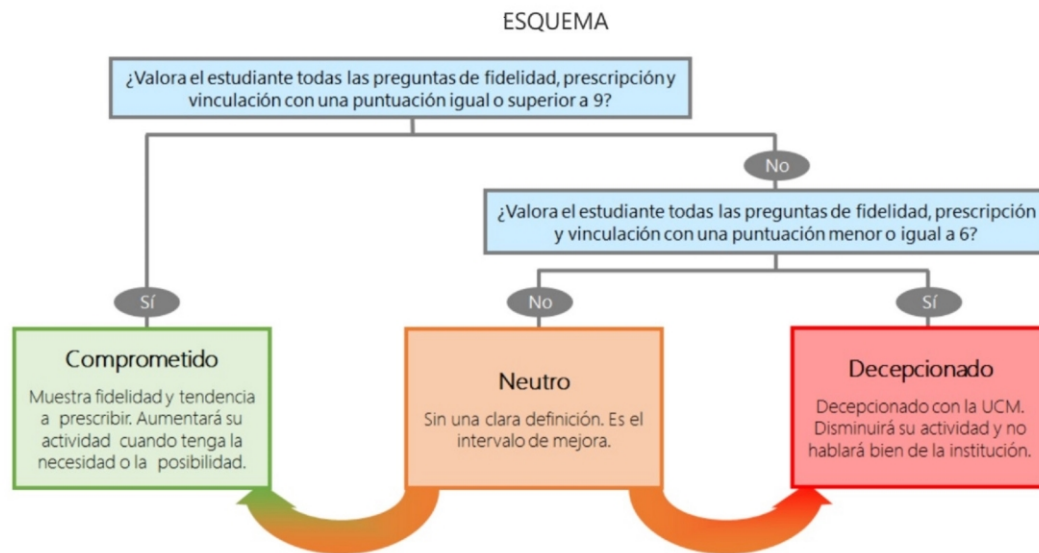 ESQUEMA
¿Valora el estudiante todas las preguntas de fidelidad, prescripción y
vinculación con una puntuación igual o superior a 9?
No
¿Valora el estudiante todas las preguntas de fidelidad, prescripción
y vinculación con una puntuación menor o igual a 6?
Sí
No
Sí
Comprometido
Muestra fidelidad y tendencia
a prescribir. Aumentará su
actividad cuando tenga la
necesidad o la posibilidad.
Neutro
Sin una clara definición. Es el
intervalo de mejora.
Decepcionado
Decepcionado con la UCM.
Disminuirá su actividad y no
hablará bien de la institución.